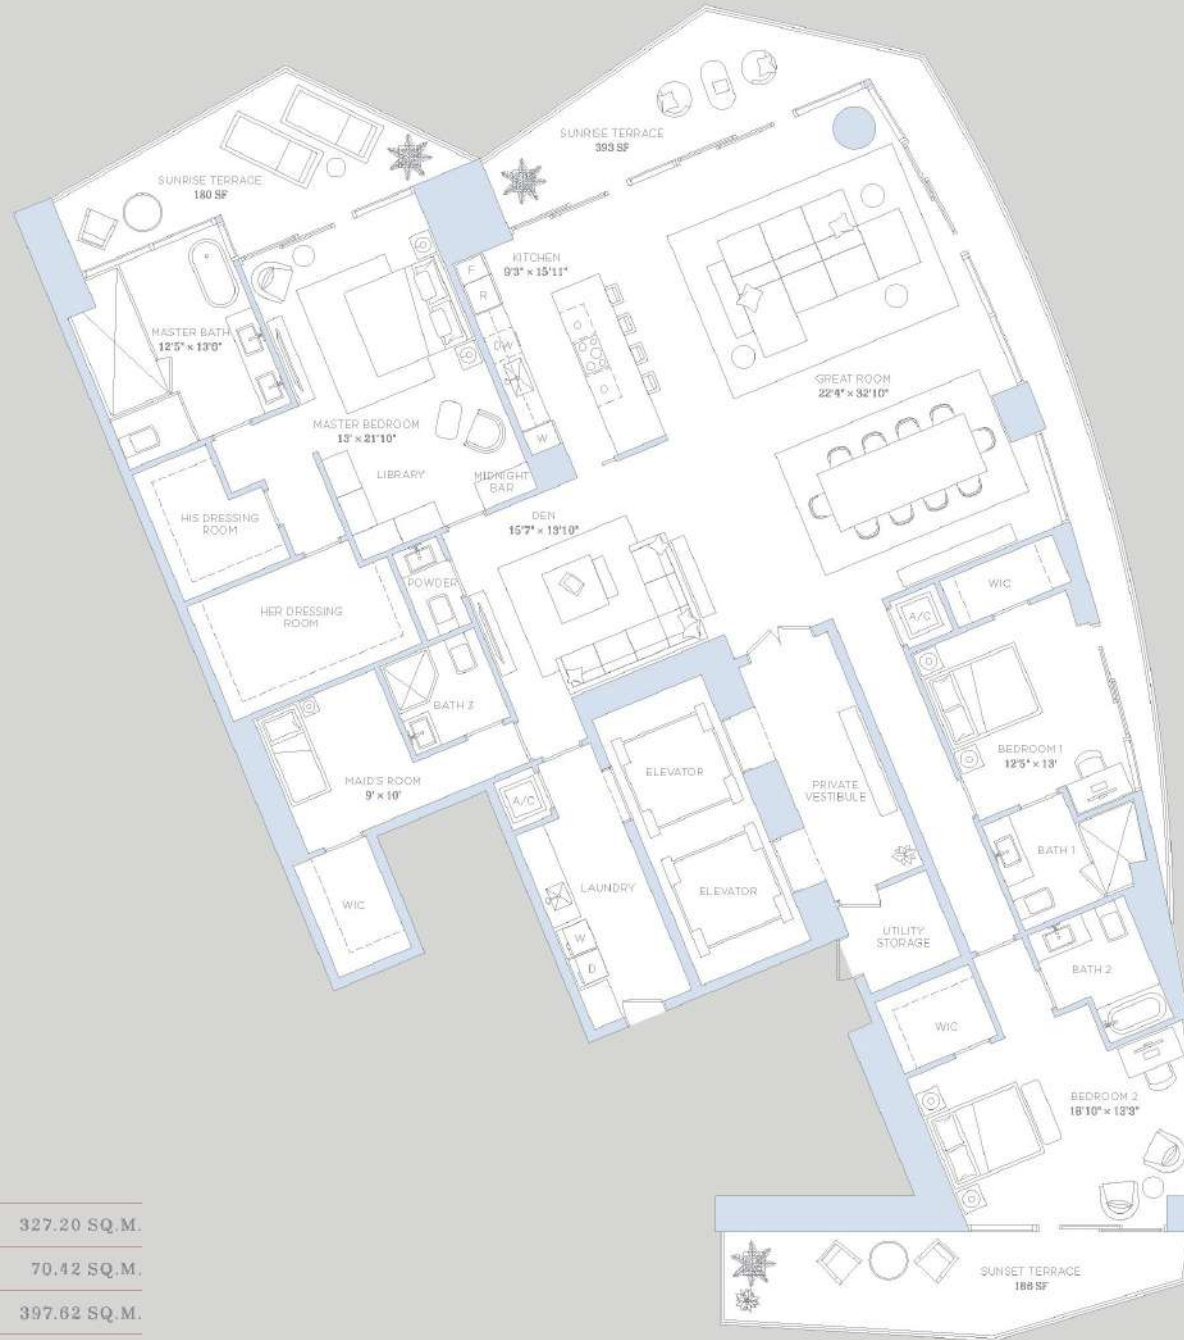 SUNRISE TERRACE
393 SF
SUNRISE TERRACE
180 SF
KITCHEN
9'3" × 15'11"
F
R
DW
W
MASTER BATH
12'5" × 13'0"
GREAT ROOM
22'4" × 32'10"
MASTER BEDROOM
13' × 21'10"
LIBRARY
MIDNIGHT
BAR
HIS DRESSING
ROOM
DEN
15'7" × 13'10"
POWDER
WIC
A/C
HER DRESSING
ROOM
BATH 3
BEDROOM 1
12'5" × 13'
MAID'S ROOM
9' × 10'
ELEVATOR
PRIVATE
VESTIBULE
A/C
BATH 1
WIC
LAUNDRY
ELEVATOR
W
D
UTILITY
STORAGE
BATH 2
WIC
BEDROOM 2
18'10" × 13'3"
SUNSET TERRACE
186 SF
327.20 SQ.M.
70.42 SQ.M.
397.62 SQ.M.